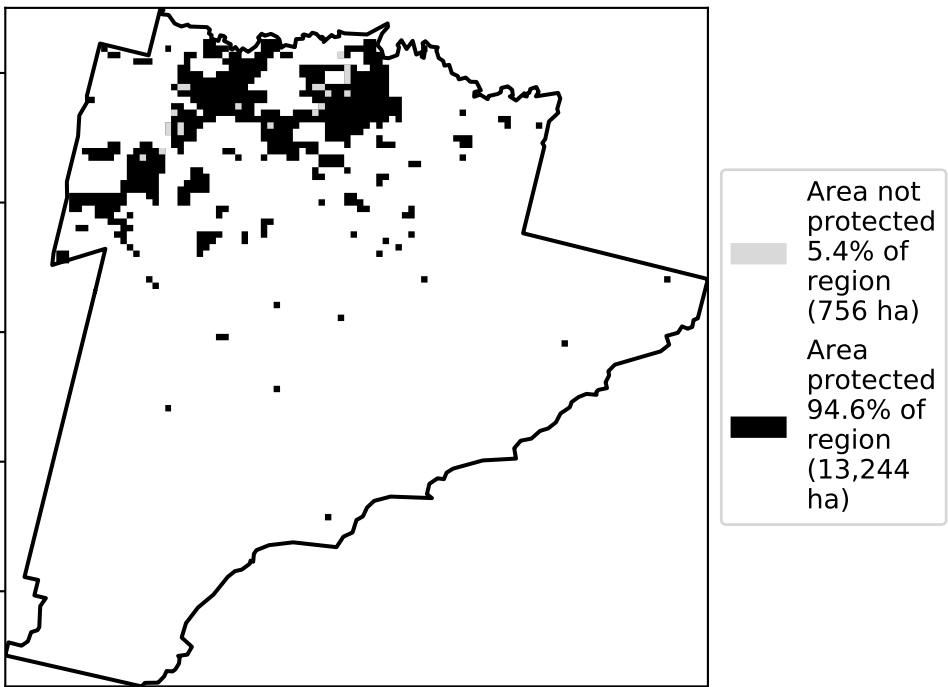 Area not
protected
5.4% of
region
(756 ha)
Area
protected
94.6% of
region
(13,244
ha)